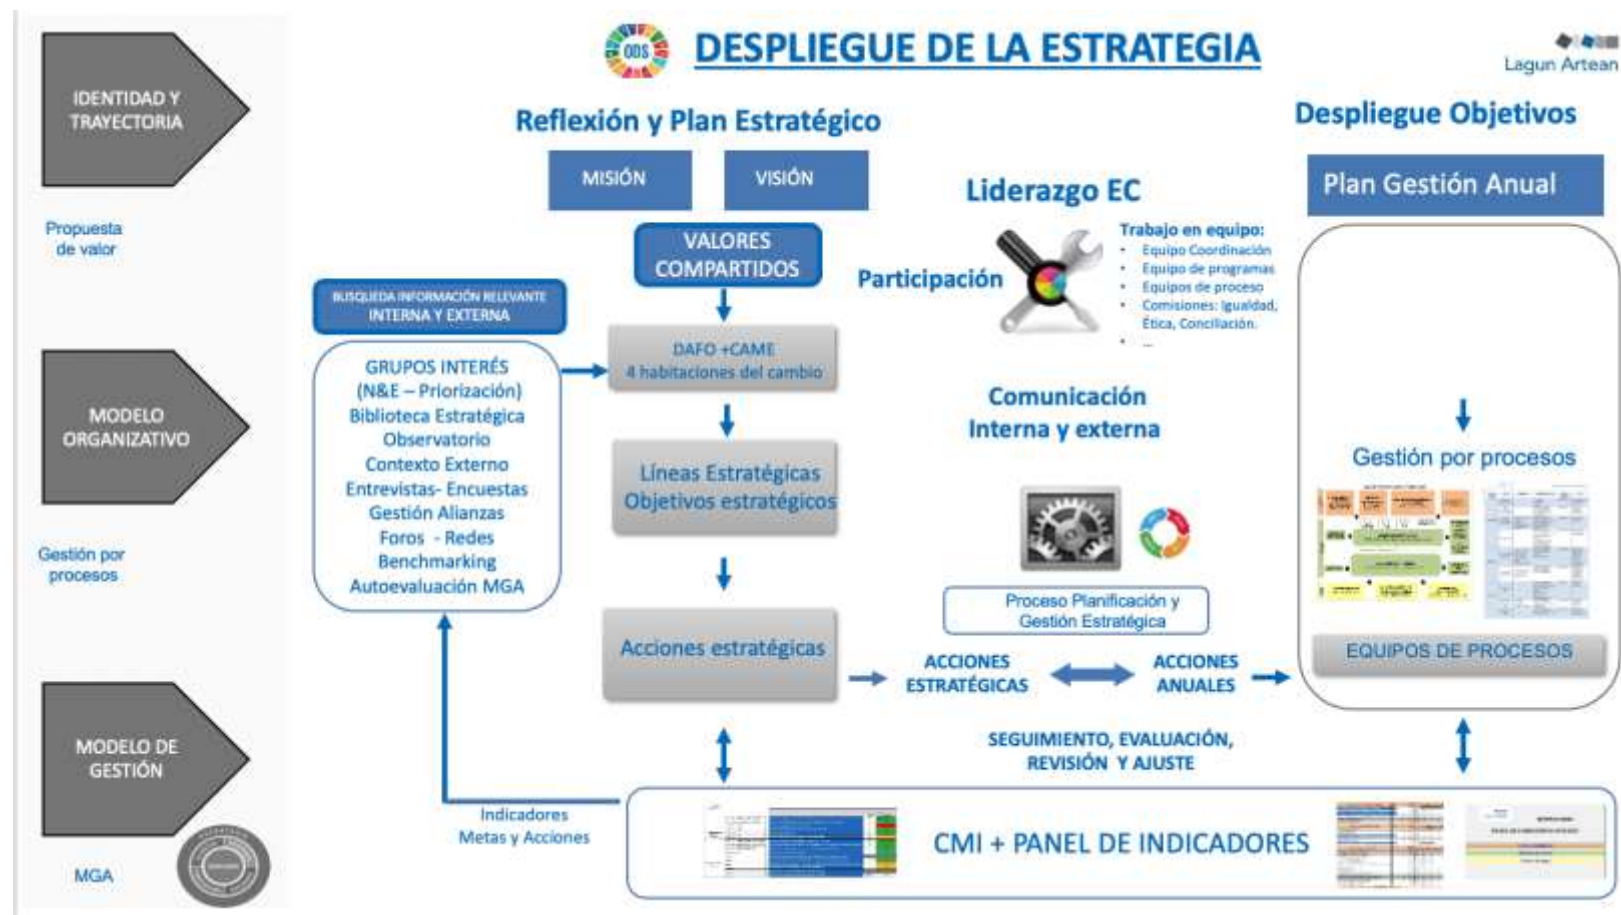 ODS
DESPLIEGUE DE LA ESTRATEGIA
Lagun Artean
IDENTIDAD Y
TRAYECTORIA
Propuesta
de valor
MODELO
ORGANIZATIVO
Gestión por
procesos
MODELO DE
GESTIÓN
MGA
Reflexión y Plan Estratégico
MISIÓN
VISIÓN
VALORES
COMPARTIDOS
BUSQUEDA INFORMACIÓN RELEVANTE
INTERNA Y EXTERNA
GRUPOS INTERÉS
(N&E – Priorización)
Biblioteca Estratégica
Observatorio
Contexto Externo
Entrevistas- Encuestas
Gestión Alianzas
Foros - Redes
Benchmarking
Autoevaluación MGA
DAFO +CAME
4 habitaciones del cambio
Líneas Estratégicas
Objetivos estratégicos
Acciones estratégicas
Liderazgo EC
Participación
Trabajo en equipo:
• Equipo Coordinación
• Equipo de programas
• Equipos de proceso
• Comisiones: Igualdad,
Ética, Conciliación.
• ...
Comunicación
Interna y externa
Proceso Planificación y
Gestión Estratégica
ACCIONES
ESTRATÉGICAS
ACCIONES
ANUALES
SEGUIMIENTO, EVALUACIÓN,
REVISIÓN Y AJUSTE
Despliegue Objetivos
Plan Gestión Anual
Gestión por procesos
EQUIPOS DE PROCESOS
Indicadores
Metas y Acciones
CMI + PANEL DE INDICADORES